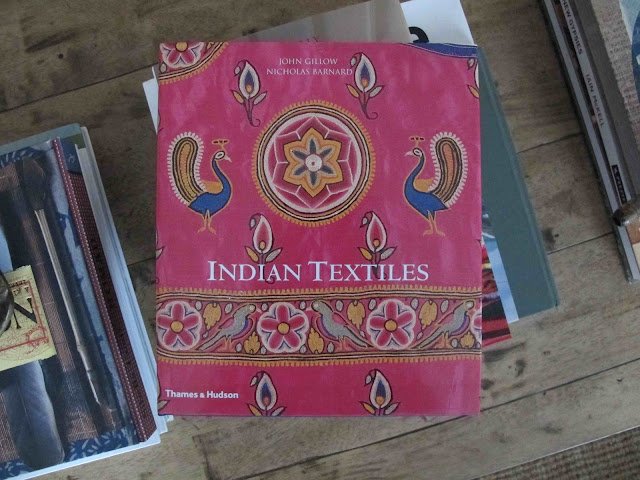 JOHN GILLOW
NICHOLAS BARNARD
INDIAN TEXTILES
Thames & Hudson
N